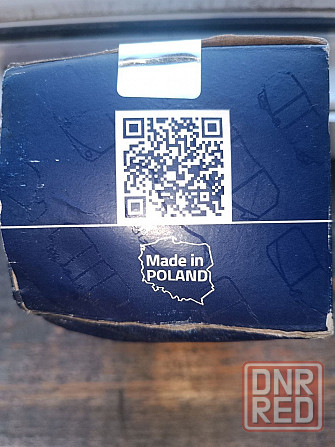 Made in
POLAND
DNR
RED